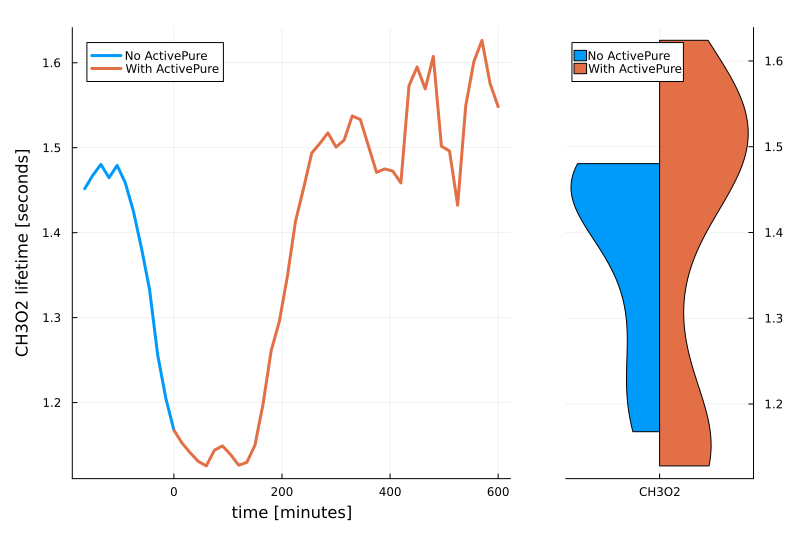 No ActivePure
With ActivePure
CH3O2 lifetime [seconds]
1.6
1.5
1.4
1.3
1.2
0
200
400
600
time [minutes]
No ActivePure
With ActivePure
1.6
1.5
1.4
1.3
1.2
CH3O2